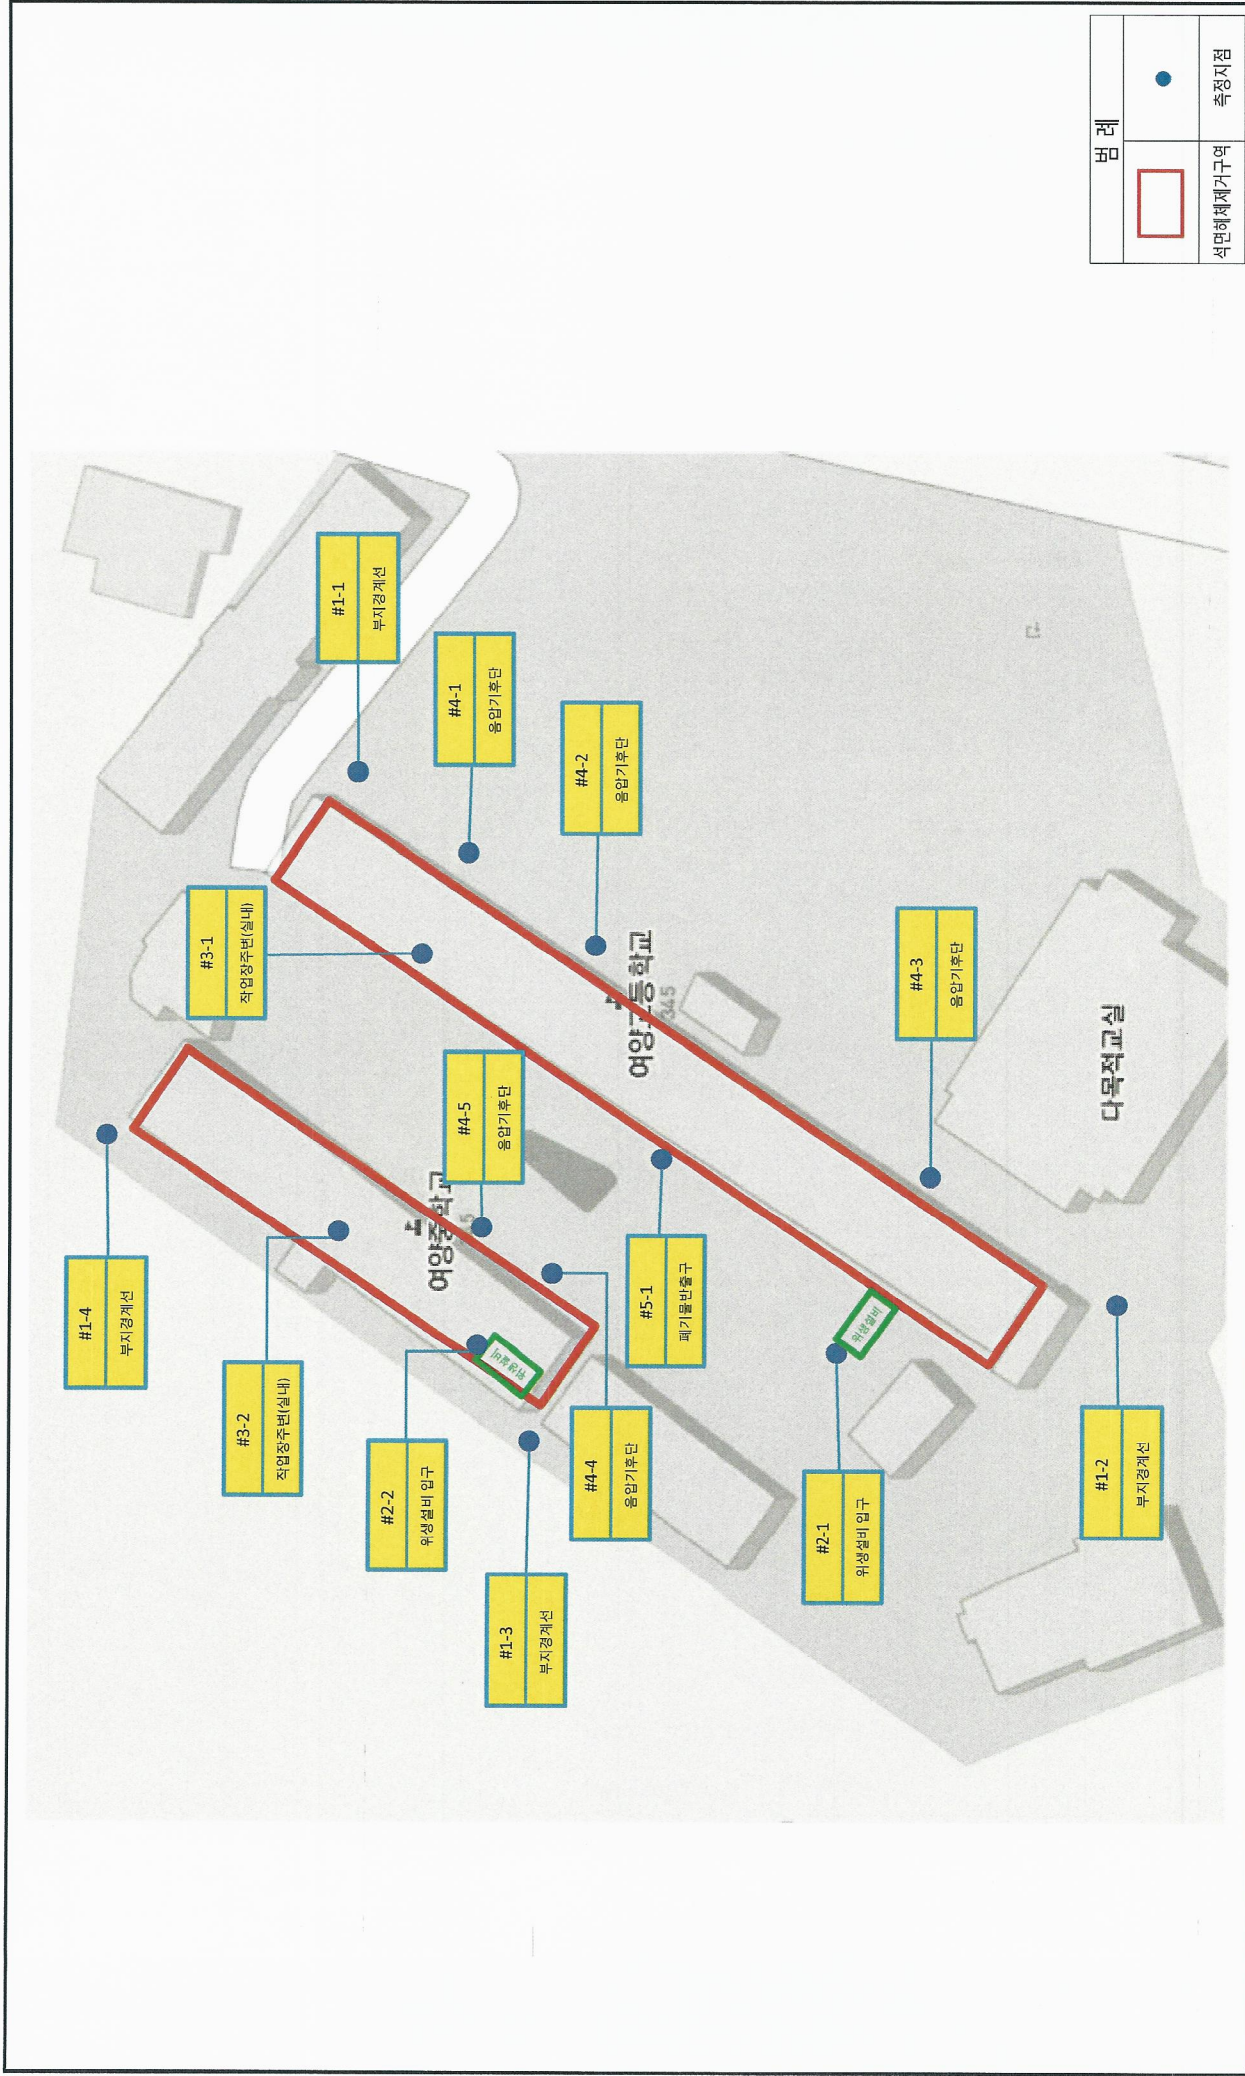 #1-4
부지경계선
#3-2
작업장주변(실내)
#2-2
위생설비 입구
#1-3
부지경계선
#3-1
작업장주변(실내)
#1-1
부지경계선
#4-1
음압기후단
#4-2
음압기후단
#4-5
음압기후단
여양중학교
위생설비
#4-4
음압기후단
여양고등학교
345
#5-1
폐기물반출구
위생설비
#2-1
위생설비 입구
#4-3
음압기후단
#1-2
부지경계선
다목적교실
범 례
석면해체제거구역
측정지점